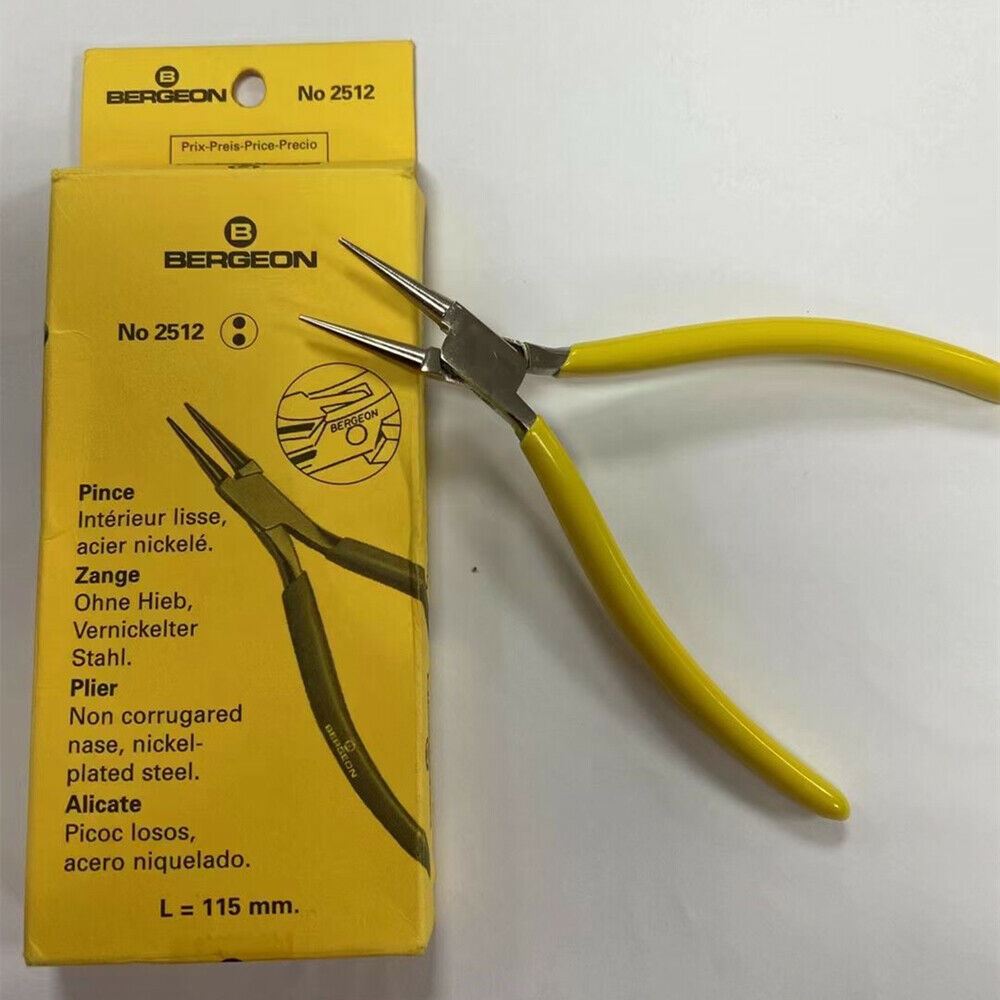 B
BERGEON No 2512
Prix-Preis-Price-Precio
B
BERGEON
No 2512
BERGEON
Pince
Intérieur lisse,
acier nickelé.
Zange
Ohne Hieb,
Vernickelter
Stahl.
Plier
Non corrugared
nase, nickel-
plated steel.
Alicate
Picoc losos,
acero niquelado.
B
BERGEON
L = 115 mm.